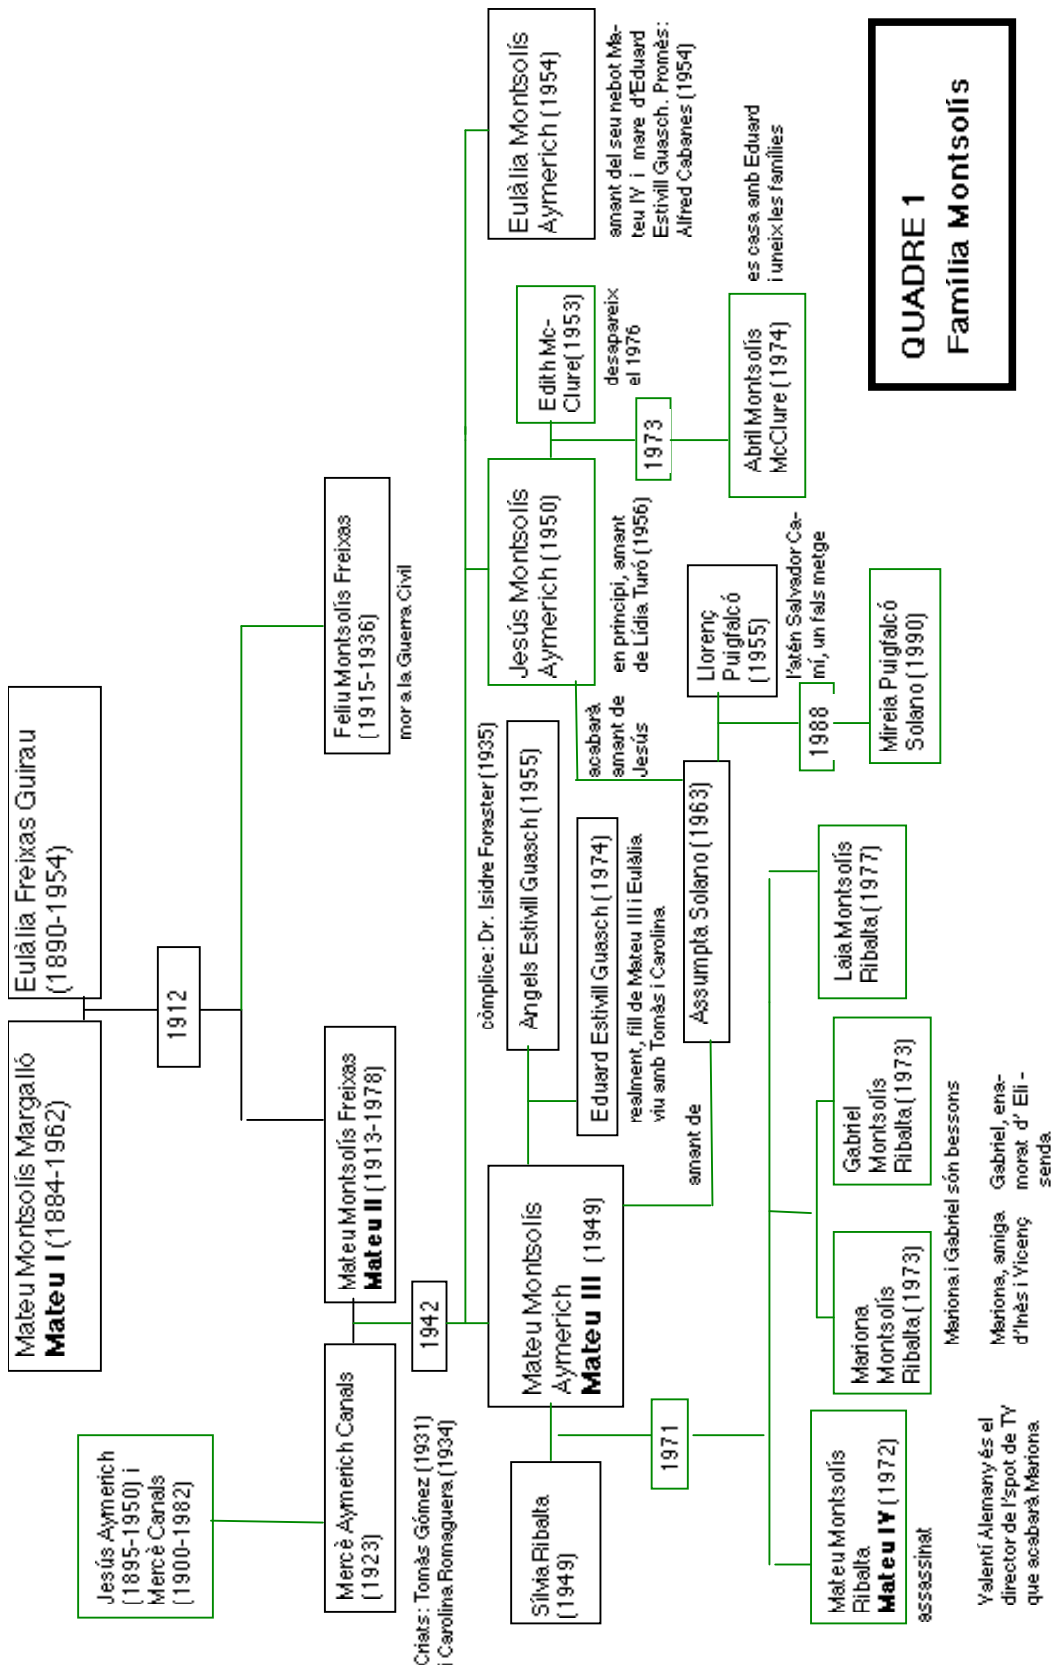 Mateu Montsolís Margalló
Mateu I (1884-1962)
Eulàlia Freixas Guirau
(1890-1954)
1912
Jesús Aymerich
(1895-1950) i
Mercè Canals
(1900-1982)
Mercè Aymerich Canals
(1923)
Mateu Montsolís Freixas
Mateu II (1913-1978)
Feliu Montsolís Freixas
(1915-1936)
mor a la Guerra Civil
Criats: Tomàs Gómez (1931)
i Carolina Romaguera (1934)
1942
còmplice: Dr. Isidre Foraster (1935)
Sílvia Ribalta
(1949)
Mateu Montsolís
Aymerich
Mateu III (1949)
Àngels Estivill Guasch (1955)
Jesús Montsolís
Aymerich (1950)
Edith Mc-
Clure(1953)
desapareix
el 1976
Eulàlia Montsolís
Aymerich (1954)
amant del seu nebot Ma-
teu IV i mare d'Eduard
Estivill Guasch. Promès:
Alfred Cabanes (1954)
Eduard Estivill Guasch (1974)
realment, fill de Mateu III i Eulàlia.
viu amb Tomàs i Carolina
acabarà
amant de
Jesús
en principi, amant
de Lídia Turó (1956)
1973
1971
amant de
Assumpta Solano (1963)
Llorenç
Puigfalcó
(1955)
l'atén Salvador Ca-
mí, un fals metge
Abril Montsolís
McClure (1974)
es casa amb Eduard
i uneix les famílies
1988
Mateu Montsolís
Ribalta
Mateu IV (1972)
assassinat
Mariona
Montsolís
Ribalta (1973)
Gabriel
Montsolís
Ribalta (1973)
Laia Montsolís
Ribalta (1977)
Mireia Puigfalcó
Solano (1990)
Mariona i Gabriel són bessons
Valentí Alemany és el
director de l'spot de TV
que acabarà Mariona.
Mariona, amiga
d'Inès i Vicenç
Gabriel, ena-
morat d' Eli -
senda.
QUADRE 1
Família Montsolís